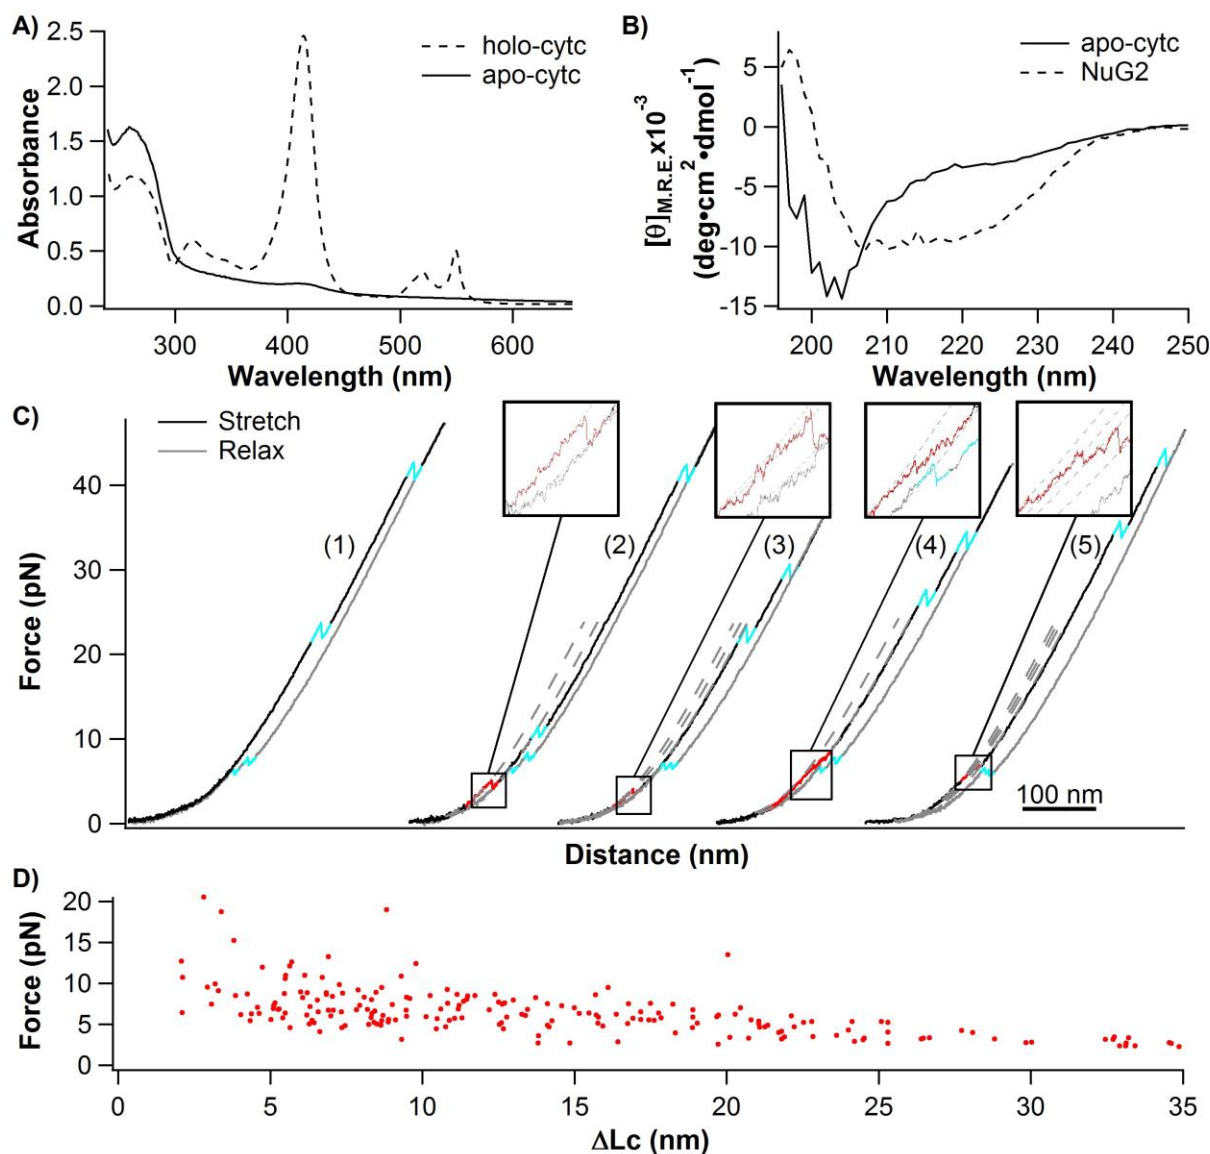 A)
2.5
2.0
1.5
1.0
0.5
0.0
Absorbance
holo-cytc
apo-cytc
300
400
500
600
Wavelength (nm)
B)
5
0
-5
-10
-15
[θ]M.R.E.x10-3
(deg•cm2•dmol-1)
apo-cytc
NuG2
200
210
220
230
240
250
Wavelength (nm)
C)
Stretch
Relax
40
30
20
10
0
Force (pN)
(1)
(2)
(3)
(4)
(5)
100 nm
Distance (nm)
D)
20
15
10
5
0
Force (pN)
0
5
10
15
20
25
30
35
ΔLc (nm)